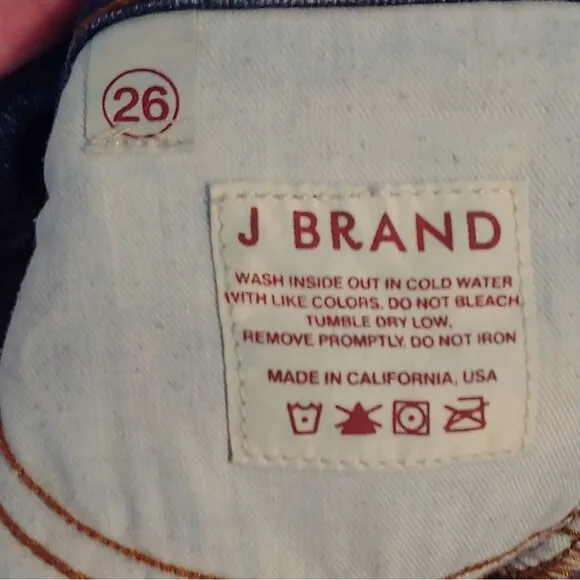 26
J BRAND
WASH INSIDE OUT IN COLD WATER
WITH LIKE COLORS. DO NOT BLEACH
TUMBLE DRY LOW,
REMOVE PROMPTLY. DO NOT IRON
MADE IN CALIFORNIA, USA